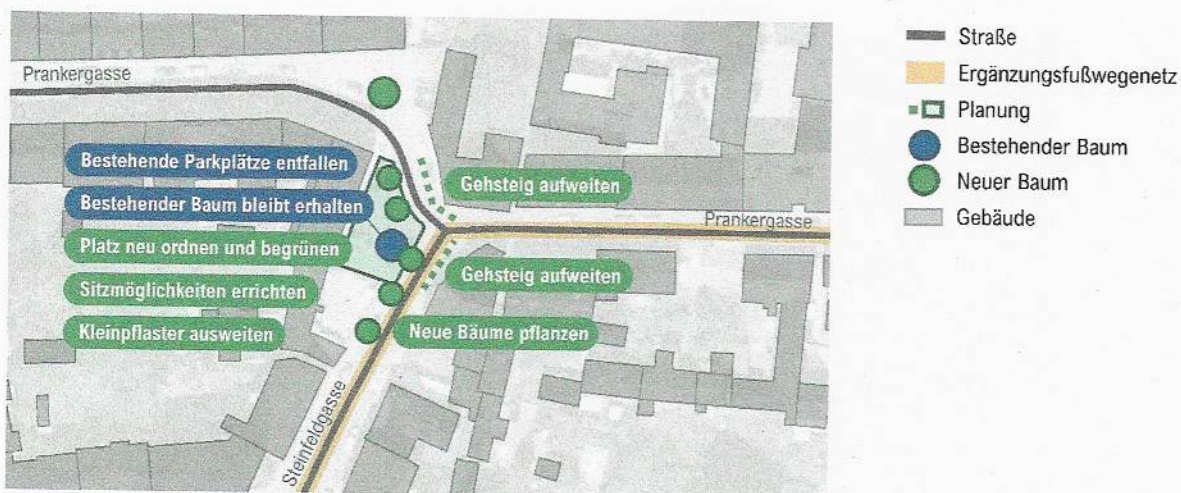 Prankergasse
Bestehende Parkplätze entfallen
Bestehender Baum bleibt erhalten
Platz neu ordnen und begrünen
Sitzmöglichkeiten errichten
Kleinpflaster ausweiten
Gehsteig aufweiten
Prankergasse
Gehsteig aufweiten
Neue Bäume pflanzen
Steinfeldgasse
Straße
Ergänzungsfußwegenetz
Planung
Bestehender Baum
Neuer Baum
Gebäude